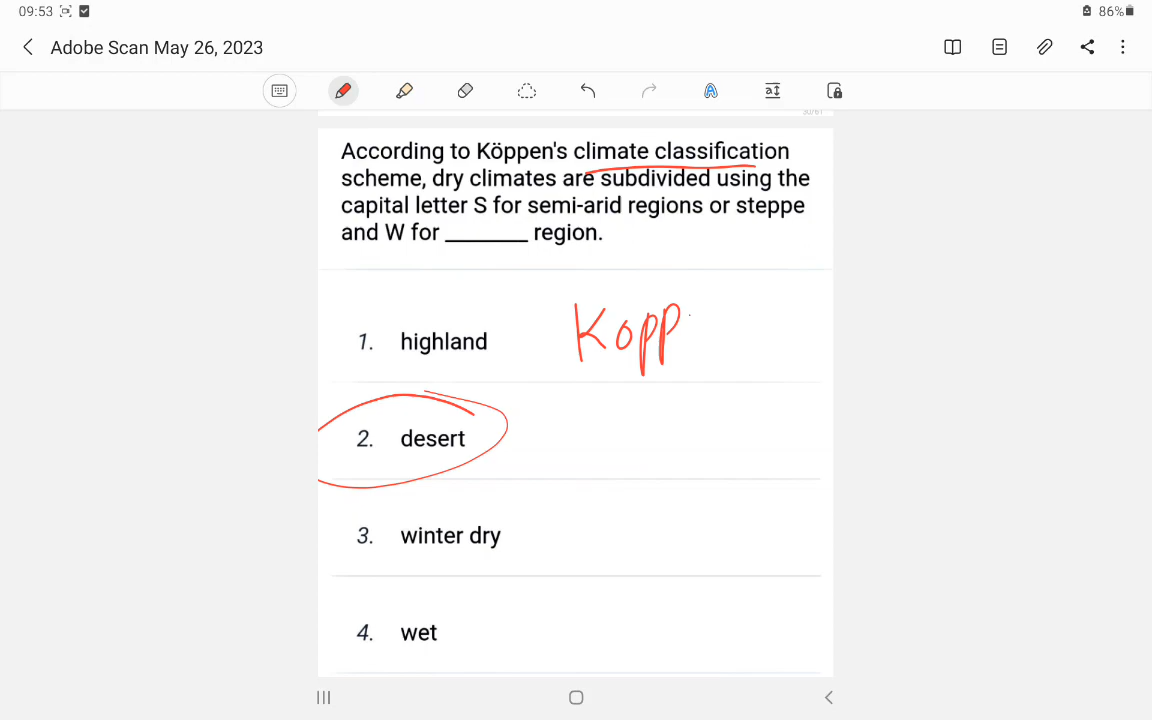 09:53
86%
Adobe Scan May 26, 2023
According to Köppen's climate classification
scheme, dry climates are subdivided using the
capital letter S for semi-arid regions or steppe
and W for ________ region.
1. highland
Kopp
2. desert
3. winter dry
4. wet